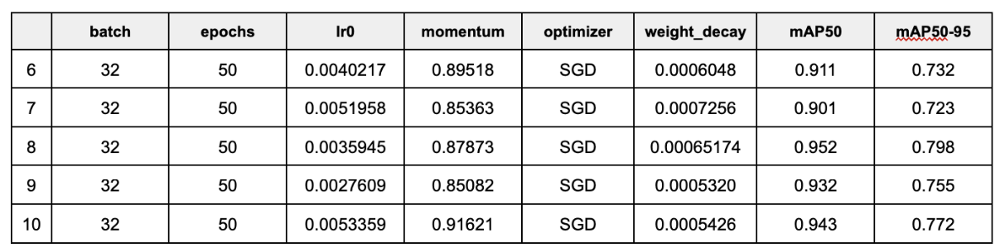 batch epochs lr0 momentum optimizer weight_decay mAP50 mAP50-95
6 32 50 0.0040217 0.89518 SGD 0.0006048 0.911 0.732
7 32 50 0.0051958 0.85363 SGD 0.0007256 0.901 0.723
8 32 50 0.0035945 0.87873 SGD 0.00065174 0.952 0.798
9 32 50 0.0027609 0.85082 SGD 0.0005320 0.932 0.755
10 32 50 0.0053359 0.91621 SGD 0.0005426 0.943 0.772